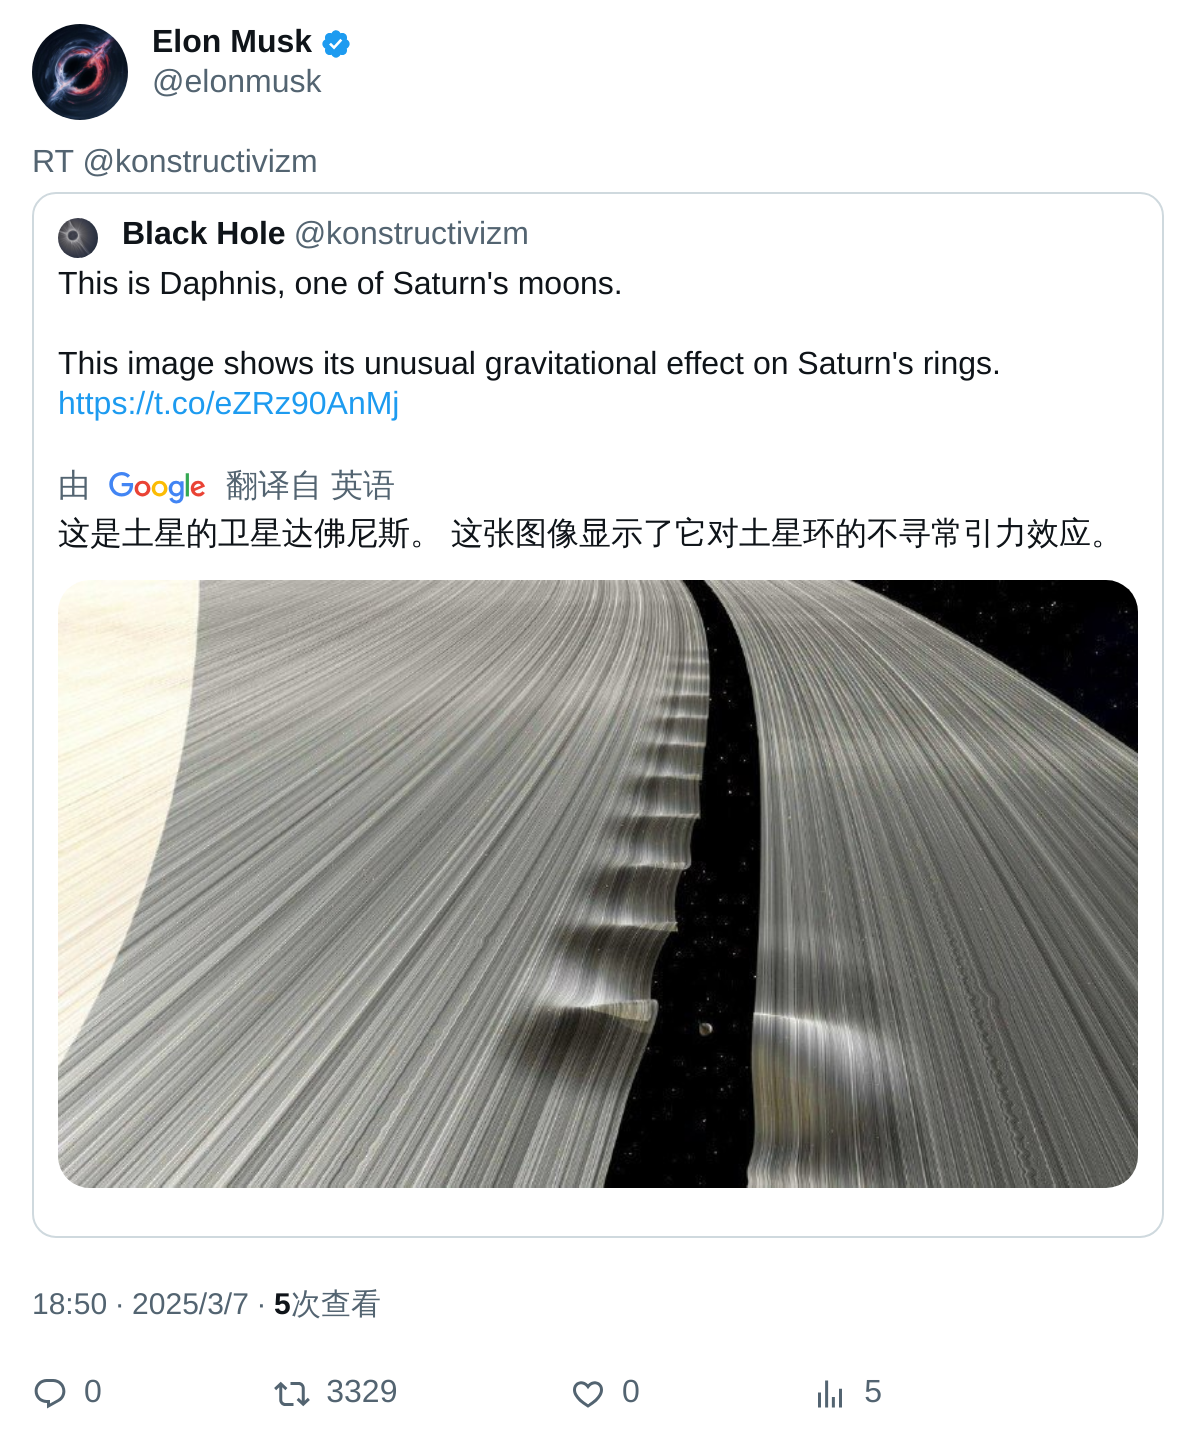 Elon Musk
@elonmusk
RT @konstructivizm
Black Hole @konstructivizm
This is Daphnis, one of Saturn's moons.
This image shows its unusual gravitational effect on Saturn's rings.
https://t.co/eZRz90AnMj
由 Google 翻译自 英语
这是土星的卫星达佛尼斯。 这张图像显示了它对土星环的不寻常引力效应。
18:50 · 2025/3/7 · 5次查看
0 3329 0 5